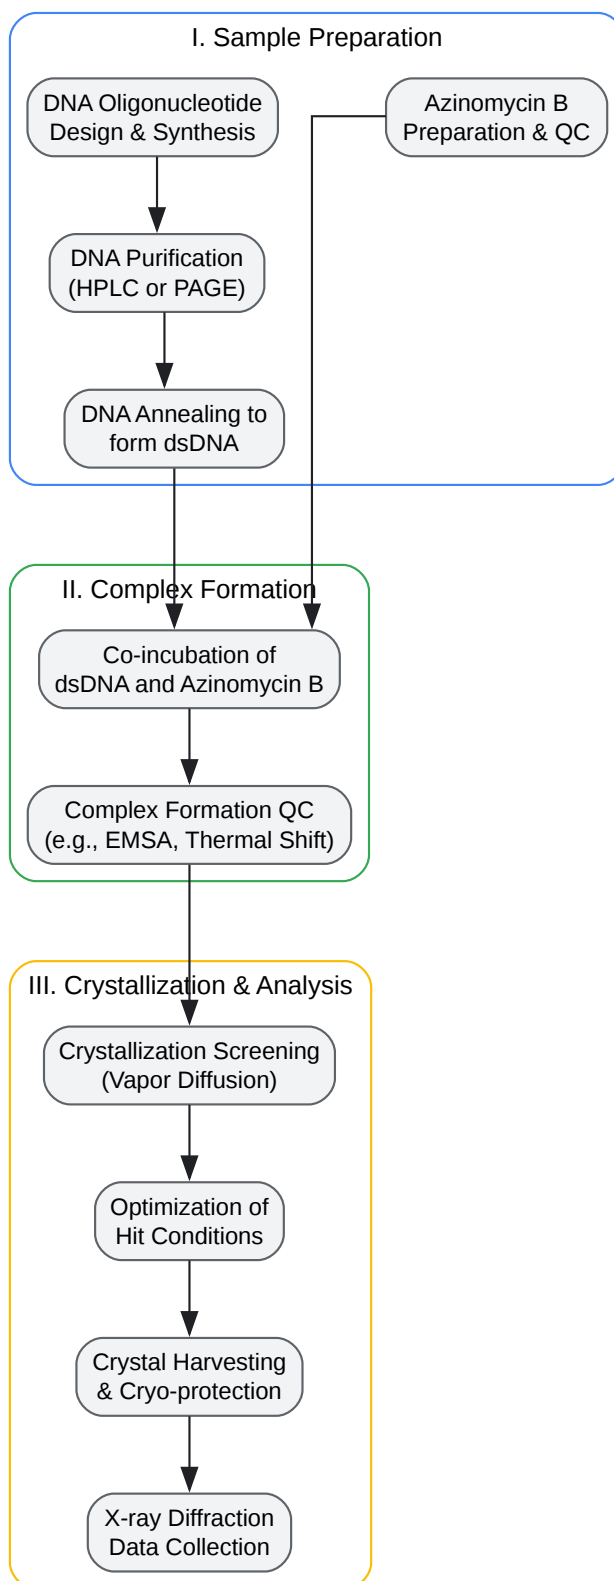 I. Sample Preparation
DNA Oligonucleotide
Design & Synthesis
Azinomycin B
Preparation & QC
DNA Purification
(HPLC or PAGE)
DNA Annealing to
form dsDNA
II. Complex Formation
Co-incubation of
dsDNA and Azinomycin B
Complex Formation QC
(e.g., EMSA, Thermal Shift)
III. Crystallization & Analysis
Crystallization Screening
(Vapor Diffusion)
Optimization of
Hit Conditions
Crystal Harvesting
& Cryo-protection
X-ray Diffraction
Data Collection